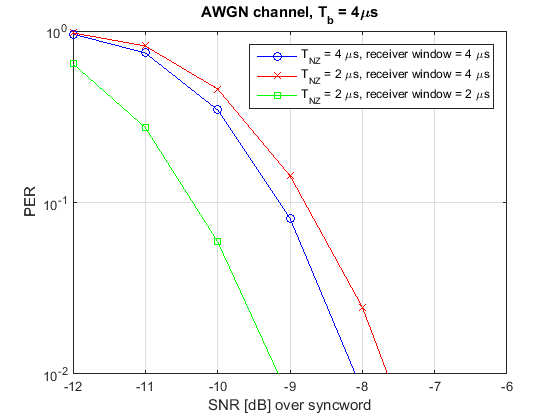 AWGN channel, T_b = 4μs
T_NZ = 4 μs, receiver window = 4 μs
T_NZ = 2 μs, receiver window = 4 μs
T_NZ = 2 μs, receiver window = 2 μs
PER
10^0
10^-1
10^-2
-12 -11 -10 -9 -8 -7 -6
SNR [dB] over syncword